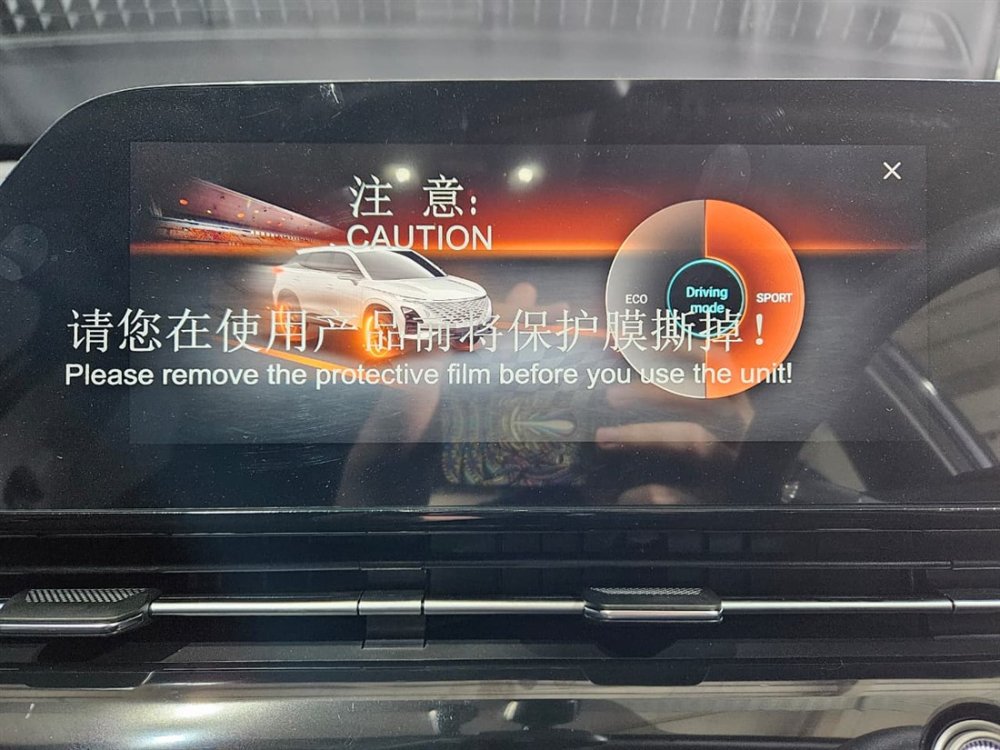 注 意:
CAUTION
ECO
Driving
mode
SPORT
请您在使用产品前将保护膜撕掉!
Please remove the protective film before you use the unit!